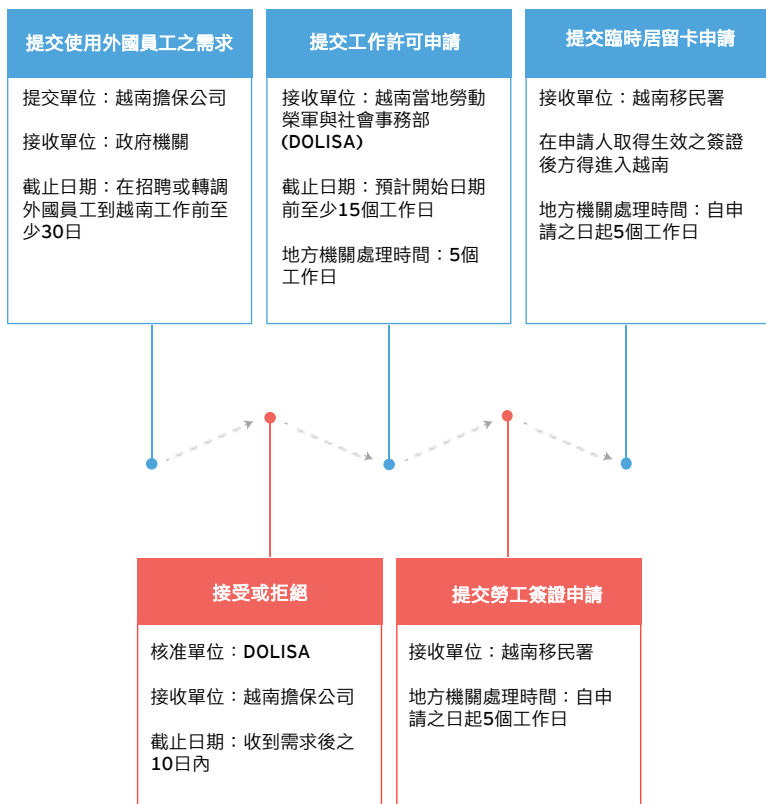 提交使用外國員工之需求
提交單位：越南擔保公司
接收單位：政府機關
截止日期：在招聘或轉調
外國員工到越南工作前至
少30日
接受或拒絕
核准單位：DOLISA
接收單位：越南擔保公司
截止日期：收到需求後之
10日內
提交工作許可申請
接收單位：越南當地勞動
榮軍與社會事務部
(DOLISA)
截止日期：預計開始日期
前至少15個工作日
地方機關處理時間：5個
工作日
提交勞工簽證申請
接收單位：越南移民署
地方機關處理時間：自申
請之日起5個工作日
提交臨時居留卡申請
接收單位：越南移民署
在申請人取得生效之簽證
後方得進入越南
地方機關處理時間：自申
請之日起5個工作日